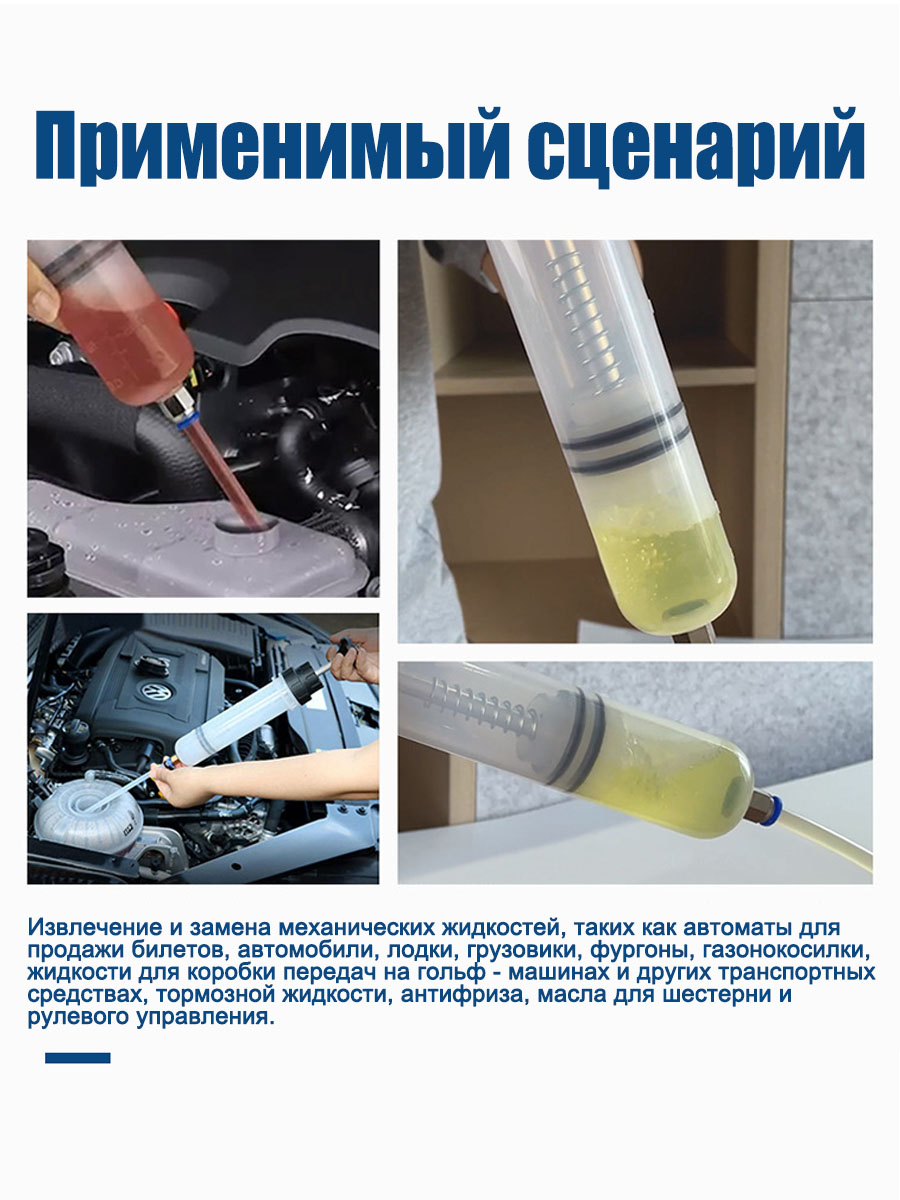 Применимый сценарий
Извлечение и замена механических жидкостей, таких как автоматы для
продажи билетов, автомобили, лодки, грузовики, фургоны, газонокосилки,
жидкости для коробки передач на гольф - машинах и других транспортных
средствах, тормозной жидкости, антифриза, масла для шестерни и
рулевого управления.